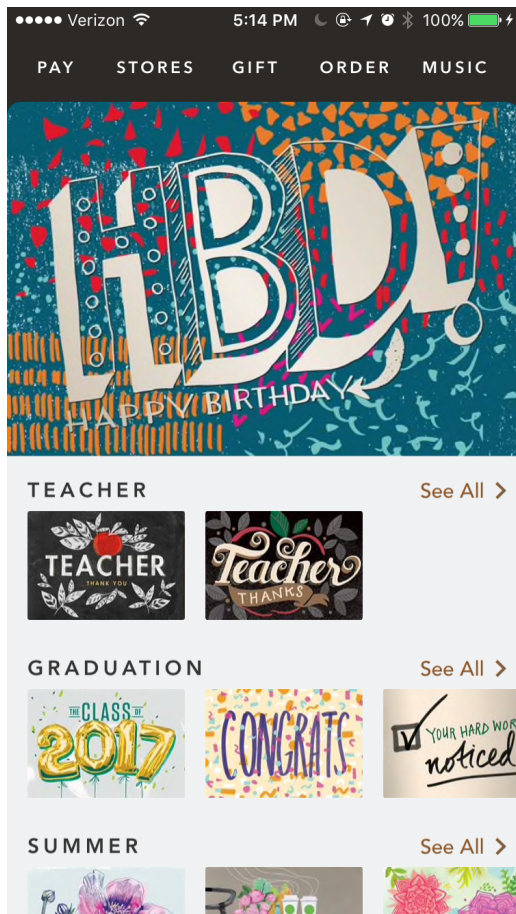 Verizon 5:14 PM 100%
PAY STORES GIFT ORDER MUSIC
HBD!
HAPPY BIRTHDAY
TEACHER See All
TEACHER
THANK YOU
Teacher
THANKS
GRADUATION See All
THE CLASS OF
2017
CONGRATS
YOUR HARD WOR
noticed
SUMMER See All